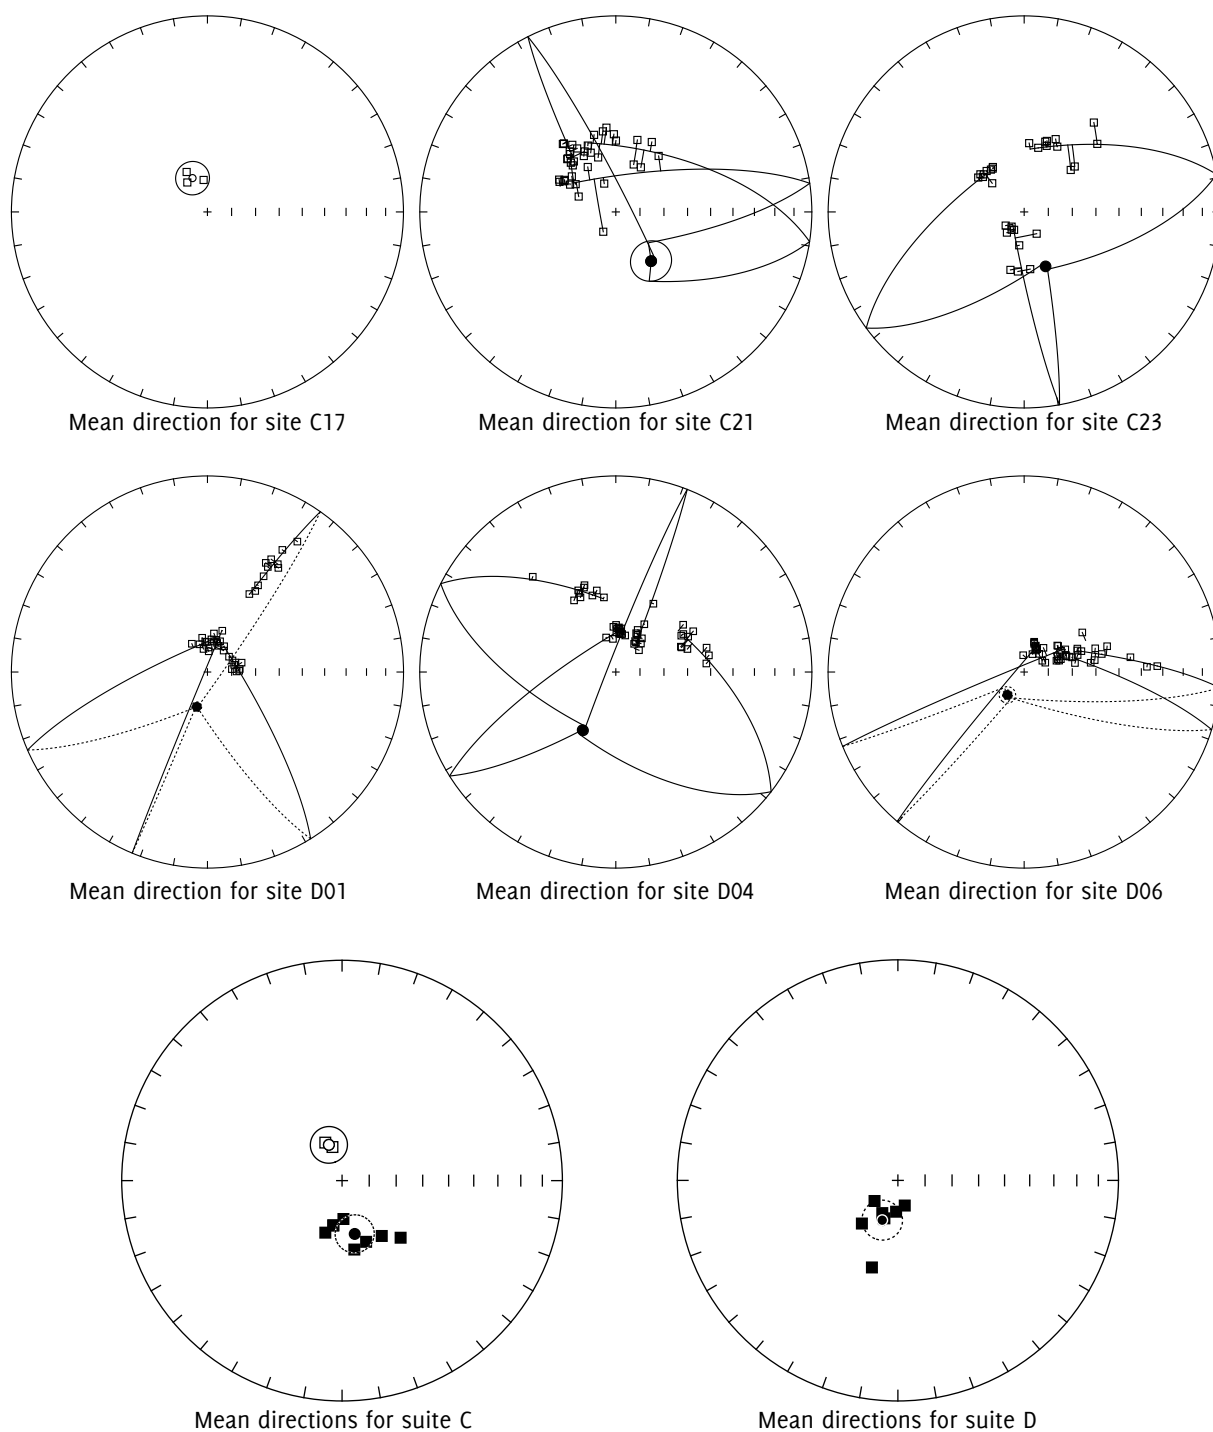 Mean direction for site C17
Mean direction for site C21
Mean direction for site C23
Mean direction for site D01
Mean direction for site D04
Mean direction for site D06
Mean directions for suite C
Mean directions for suite D